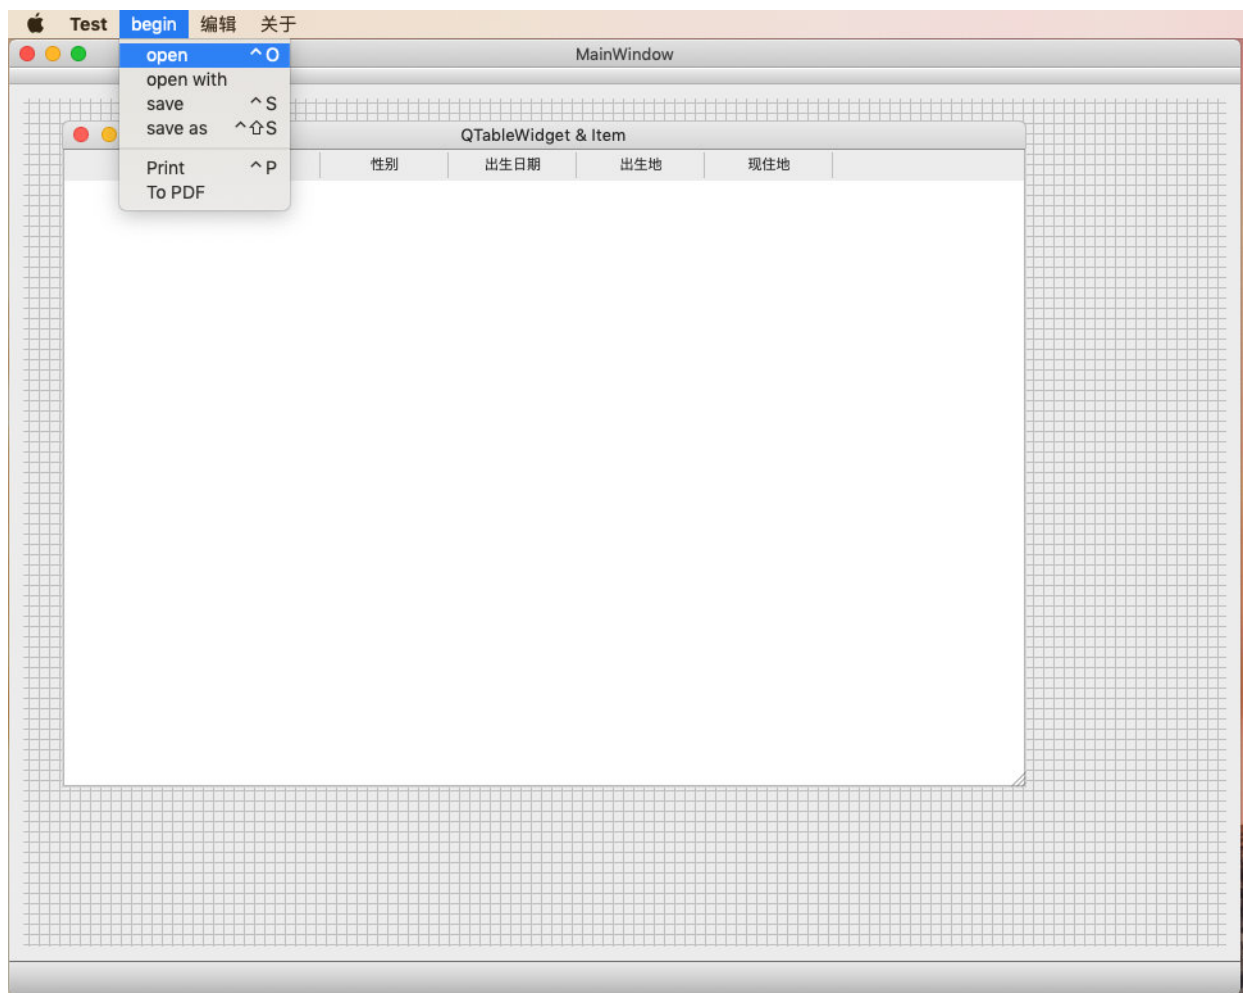 Test begin 编辑 关于
MainWindow
open ^O
open with
save ^S
save as ^⇧S
Print ^P
To PDF
QTableWidget & Item
性别 出生日期 出生地 现住地